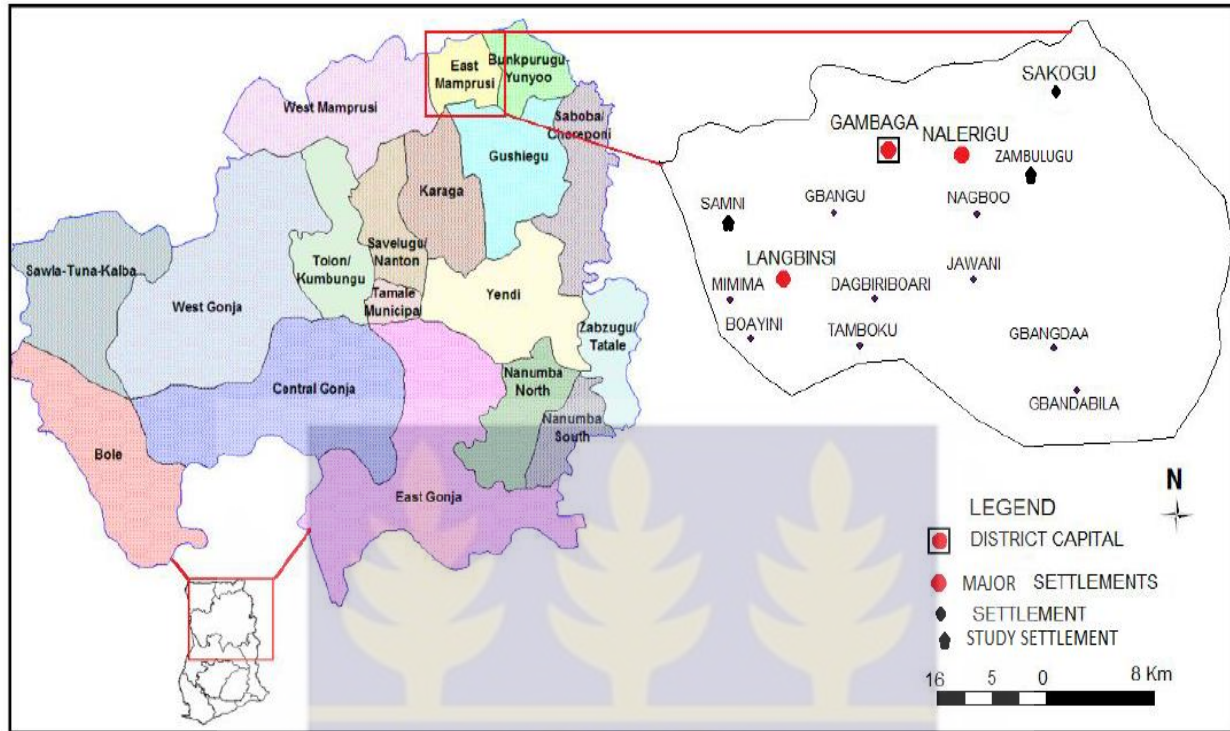 East
Mamprusi
Bunkpurugu
Yunyoo
West Mamprusi
Saboba/
Chereponi
Gushiegu
Karaga
Savelugu/
Nanton
Tolon/
Kumbungu
Sawla-Tuna-Kalba
West Gonja
Tamale
Municipal
Yendi
Zabzugu/
Tatale
Central Gonja
Nanumba
North
Nanumba
South
Bole
East Gonja
SAKOGU
GAMBAGA
NALERIGU
ZAMBULUGU
SAMNI
GBANGU
NAGBOO
LANGBINSI
JAWANI
MIMIMA
DAGBIRIBOARI
BOAYINI
TAMBOKU
GBANGDAA
GBANDABILA
N
LEGEND
DISTRICT CAPITAL
MAJOR SETTLEMENTS
SETTLEMENT
STUDY SETTLEMENT
16 5 0 8 Km